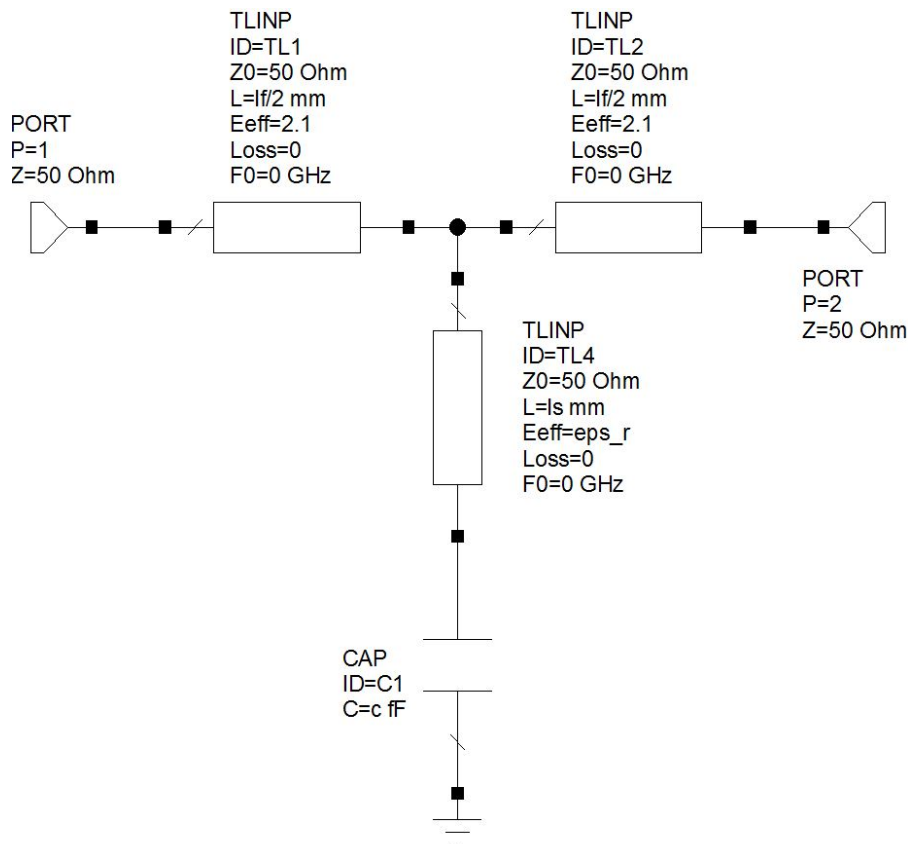 TLINP
ID=TL1
Z0=50 Ohm
L=lf/2 mm
Eeff=2.1
Loss=0
F0=0 GHz
TLINP
ID=TL2
Z0=50 Ohm
L=lf/2 mm
Eeff=2.1
Loss=0
F0=0 GHz
PORT
P=1
Z=50 Ohm
PORT
P=2
Z=50 Ohm
TLINP
ID=TL4
Z0=50 Ohm
L=ls mm
Eeff=eps_r
Loss=0
F0=0 GHz
CAP
ID=C1
C=c fF